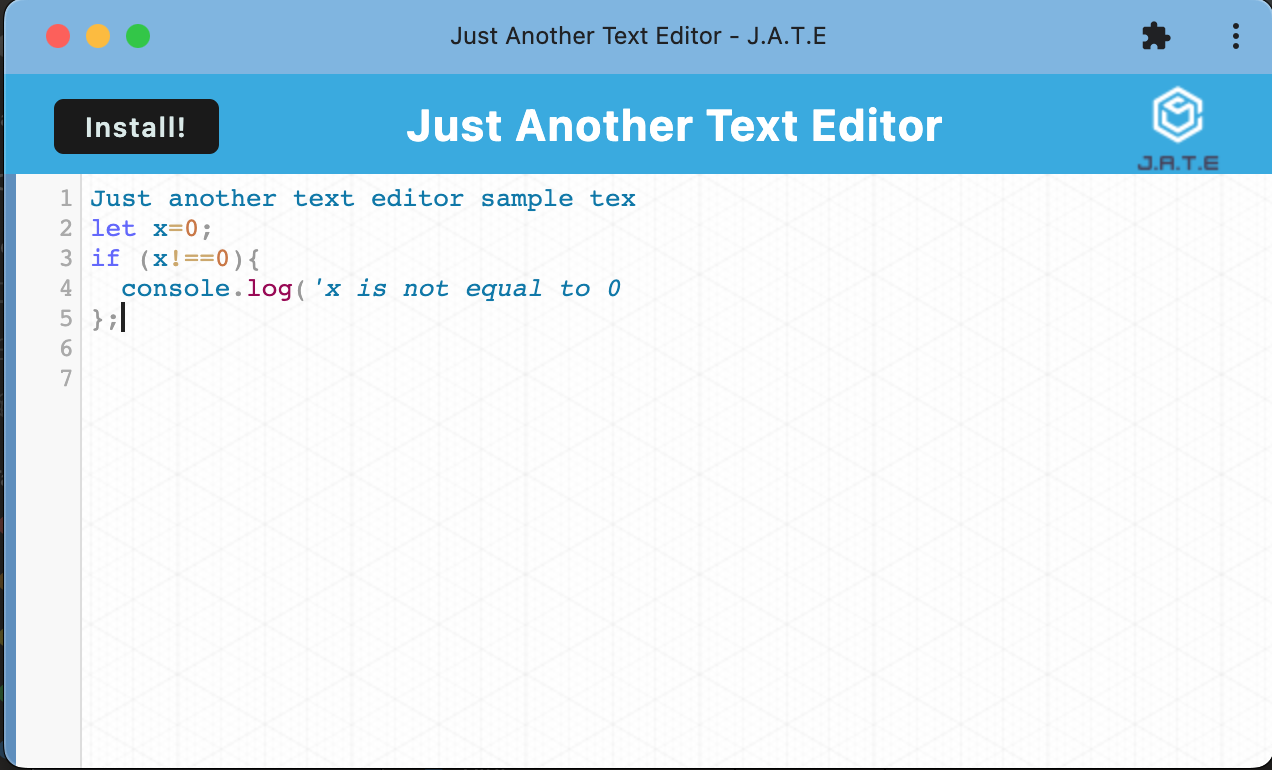 Just Another Text Editor - J.A.T.E
Install!
Just Another Text Editor
J.A.T.E
1 Just another text editor sample tex
2 let x=0;
3 if (x!==0){
4   console.log('x is not equal to 0
5 };
6
7